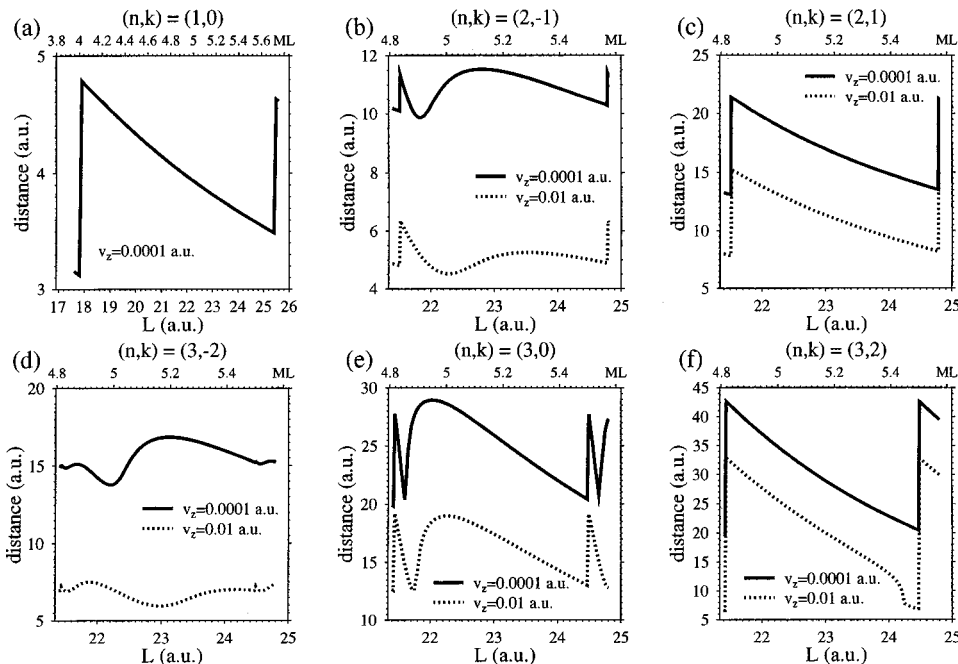 (a) (n,k) = (1,0)
3.8 4 4.2 4.4 4.6 4.8 5 5.2 5.4 5.6 ML
5
4
3
distance (a.u.)
v_z=0.0001 a.u.
17 18 19 20 21 22 23 24 25 26
L (a.u.)
(b) (n,k) = (2,-1)
4.8 5 5.2 5.4 ML
12
10
8
6
4
distance (a.u.)
v_z=0.0001 a.u.
v_z=0.01 a.u.
22 23 24 25
L (a.u.)
(c) (n,k) = (2,1)
4.8 5 5.2 5.4 ML
25
20
15
10
5
distance (a.u.)
v_z=0.0001 a.u.
v_z=0.01 a.u.
22 23 24 25
L (a.u.)
(d) (n,k) = (3,-2)
4.8 5 5.2 5.4 ML
20
15
10
5
distance (a.u.)
v_z=0.0001 a.u.
v_z=0.01 a.u.
22 23 24 25
L (a.u.)
(e) (n,k) = (3,0)
4.8 5 5.2 5.4 ML
30
25
20
15
10
distance (a.u.)
v_z=0.0001 a.u.
v_z=0.01 a.u.
22 23 24 25
L (a.u.)
(f) (n,k) = (3,2)
4.8 5 5.2 5.4 ML
45
40
35
30
25
20
15
10
5
distance (a.u.)
v_z=0.0001 a.u.
v_z=0.01 a.u.
22 23 24 25
L (a.u.)